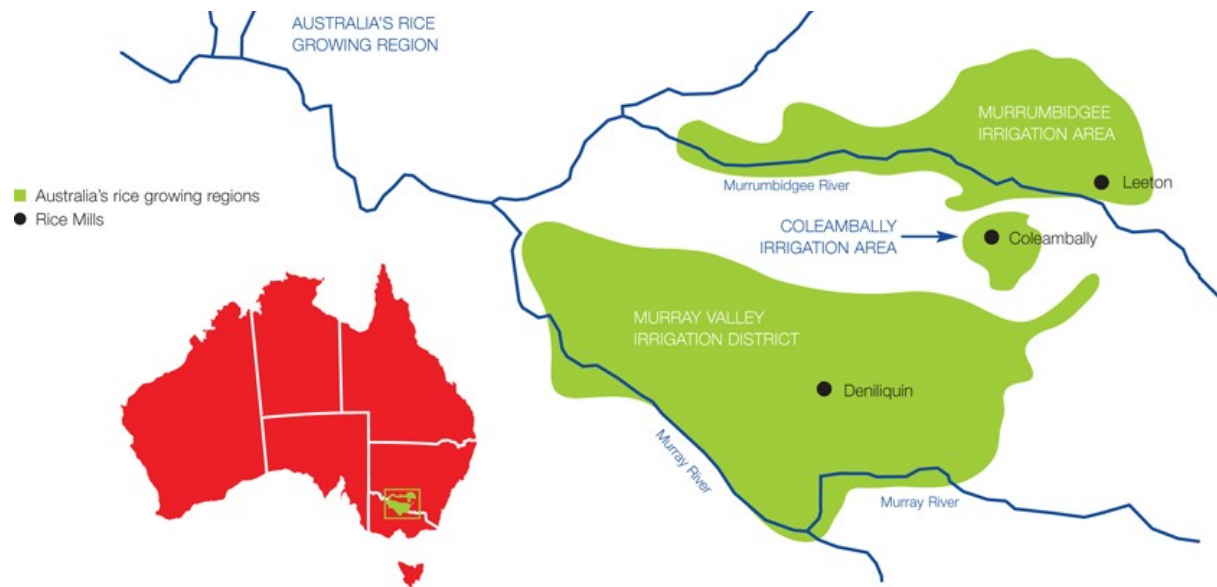 AUSTRALIA'S RICE
GROWING REGION
MURRUMBIDGEE
IRRIGATION AREA
Murrumbidgee River
Leeton
Australia's rice growing regions
Rice Mills
COLEAMBALLY
IRRIGATION AREA
Coleambally
MURRAY VALLEY
IRRIGATION DISTRICT
Deniliquin
Murray River
Murray River